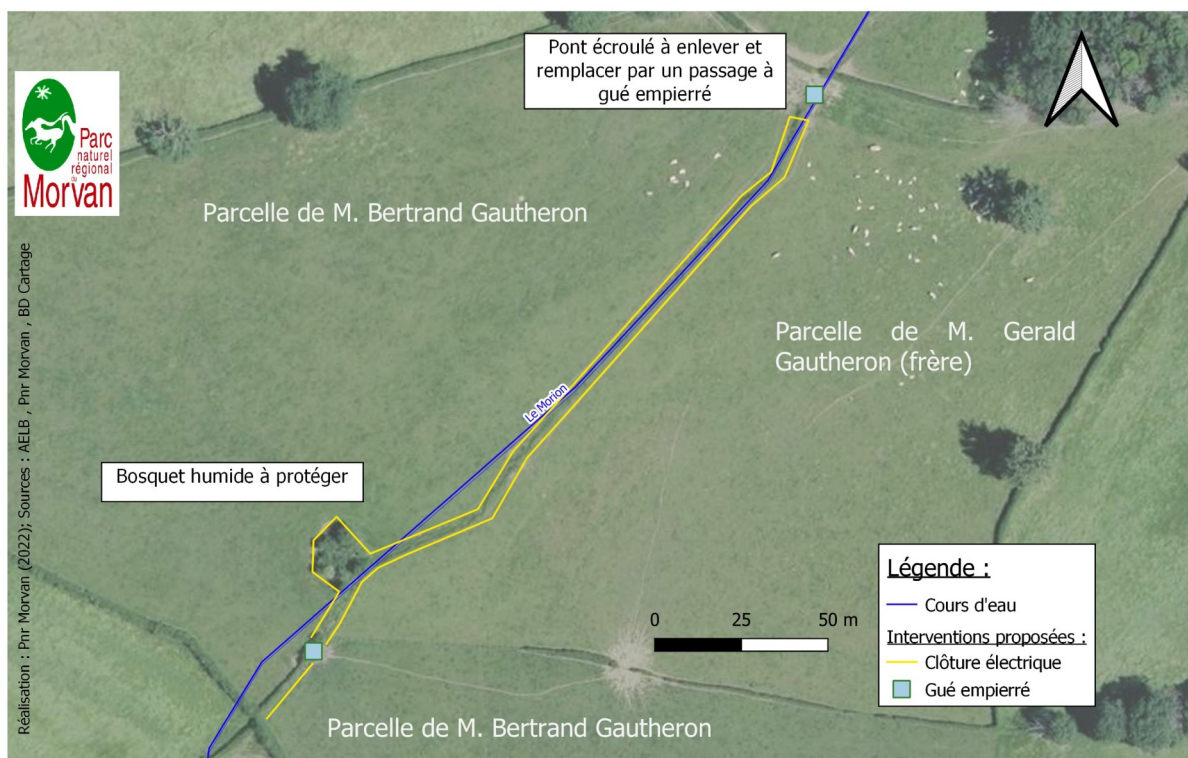 Pont écroulé à enlever et
remplacer par un passage à
gué empierré
Parc
naturel
régional
du
Morvan
Parcelle de M. Bertrand Gautheron
Parcelle de M. Gerald
Gautheron (frère)
Le Morion
Bosquet humide à protéger
Légende :
Cours d'eau
Interventions proposées :
Clôture électrique
Gué empierré
0 25 50 m
Parcelle de M. Bertrand Gautheron
Réalisation : Pnr Morvan (2022); Sources : AELB , Pnr Morvan , BD Cartage